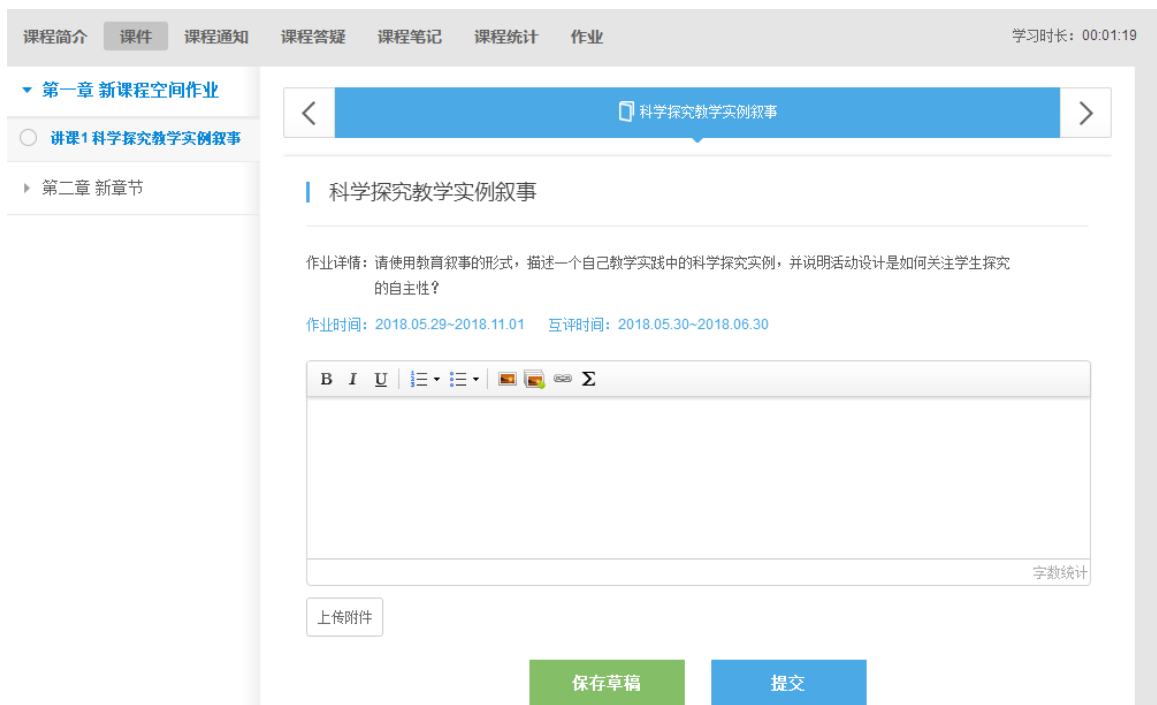 课程简介 课件 课程通知 课程答疑 课程笔记 课程统计 作业 学习时长：00:01:19
第一章 新课程空间作业
讲课1 科学探究教学实例叙事
第二章 新章节
科学探究教学实例叙事
科学探究教学实例叙事
作业详情：请使用教育叙事的形式，描述一个自己教学实践中的科学探究实例，并说明活动设计是如何关注学生探究
的自主性？
作业时间：2018.05.29~2018.11.01 互评时间：2018.05.30~2018.06.30
B I U Σ
字数统计
上传附件
保存草稿 提交